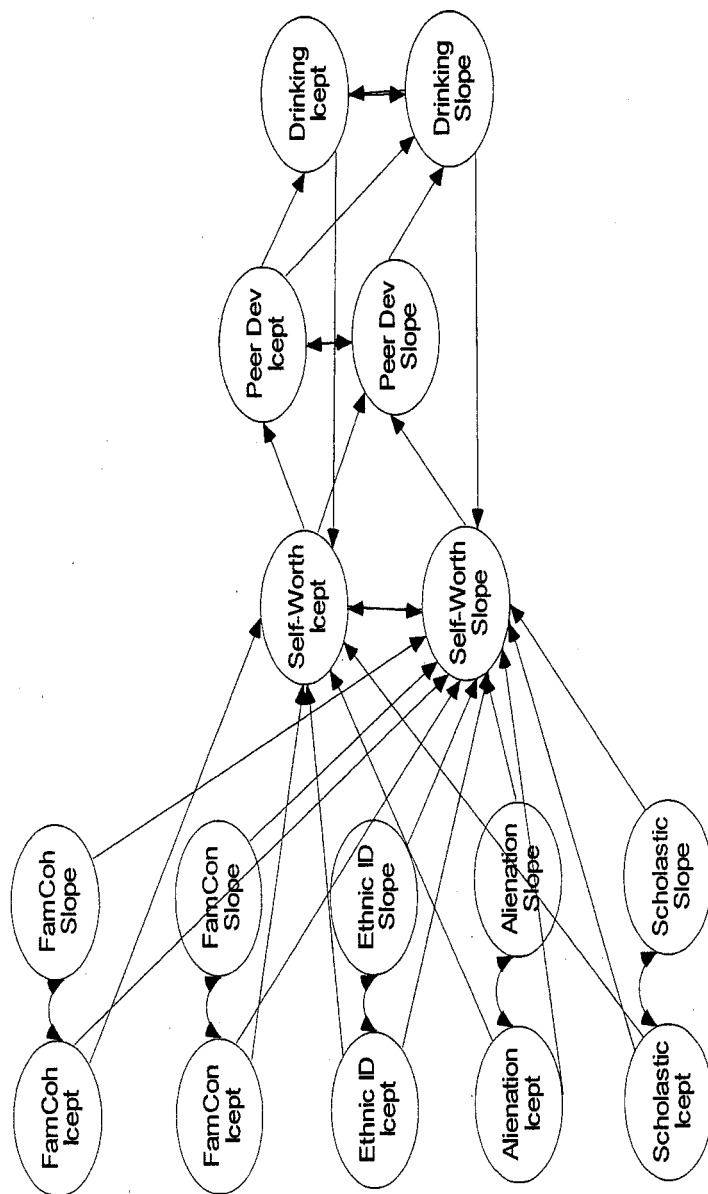 FamCoh
Icept
FamCoh
Slope
FamCon
Icept
FamCon
Slope
Ethnic ID
Icept
Ethnic ID
Slope
Alienation
Icept
Alienation
Slope
Scholastic
Icept
Scholastic
Slope
Self-Worth
Icept
Self-Worth
Slope
Peer Dev
Icept
Peer Dev
Slope
Drinking
Icept
Drinking
Slope